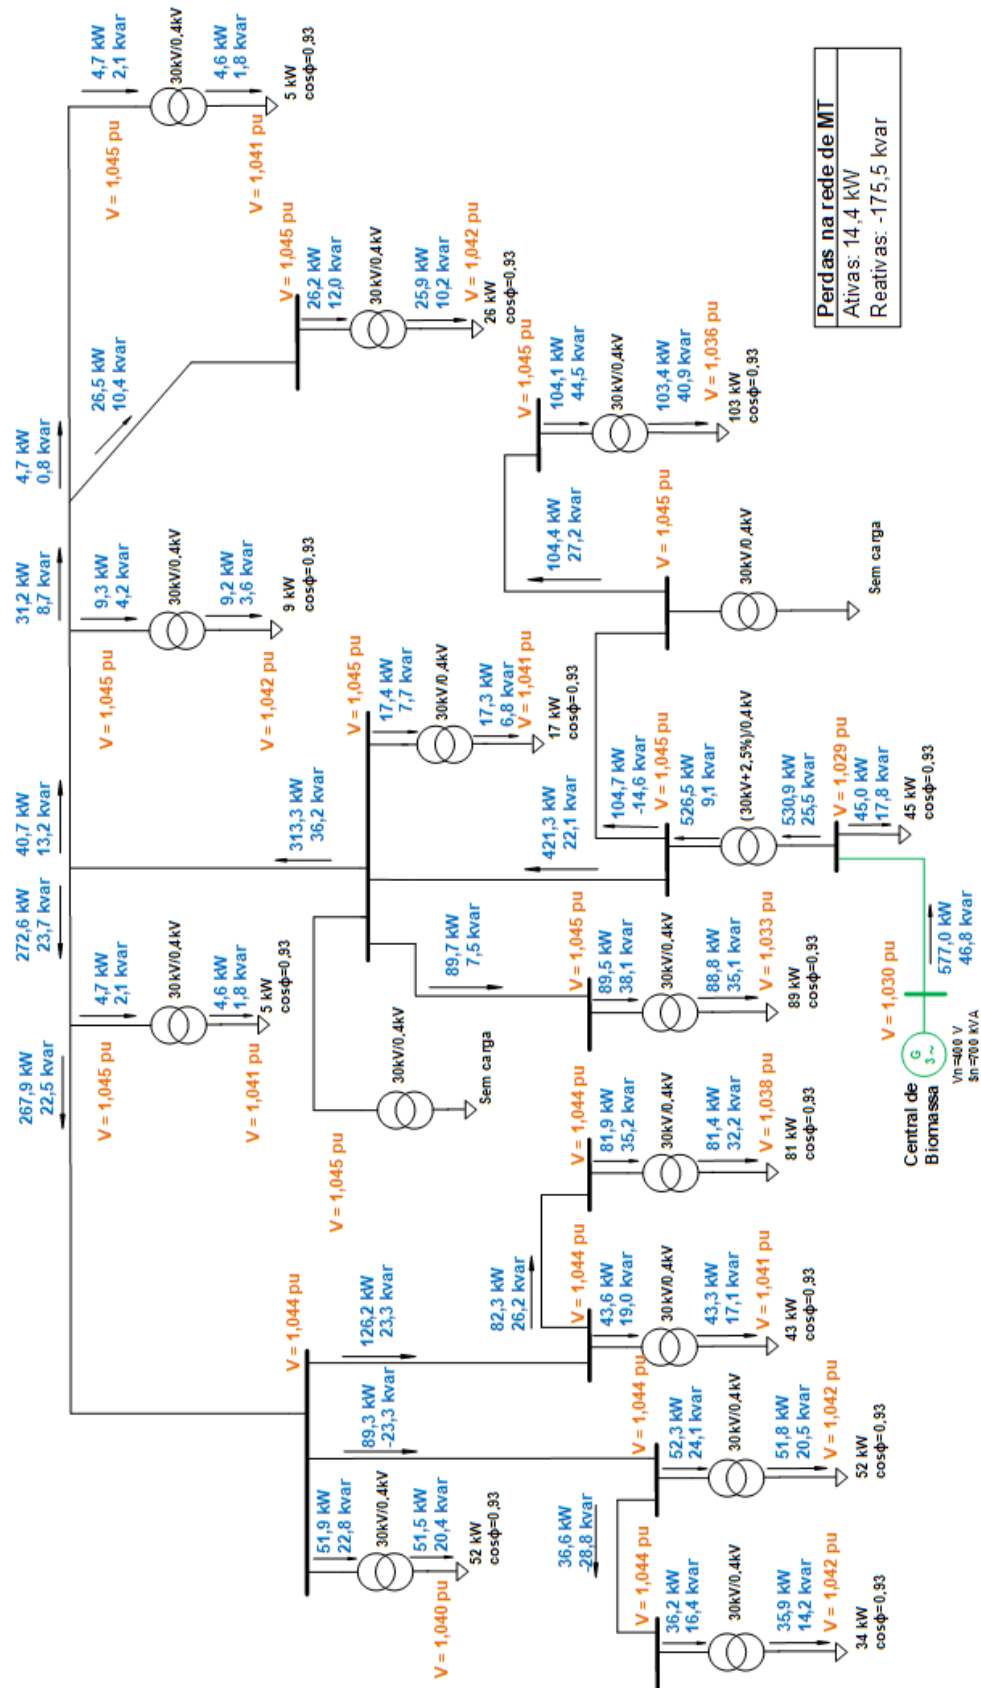 4,7 kW
2,1 kvar
30kV/0,4kV
4,6 kW
1,8 kvar
5 kW
cosϕ=0,93
V = 1,045 pu
V = 1,041 pu
4,7 kW
0,8 kvar
26,5 kW
10,4 kvar
V = 1,045 pu
26,2 kW
12,0 kvar
30kV/0,4kV
25,9 kW
10,2 kvar
V = 1,042 pu
26 kW
cosϕ=0,93
31,2 kW
8,7 kvar
9,3 kW
4,2 kvar
30kV/0,4kV
9,2 kW
3,6 kvar
9 kW
cosϕ=0,93
V = 1,045 pu
V = 1,042 pu
V = 1,045 pu
104,1 kW
44,5 kvar
30kV/0,4kV
103,4 kW
40,9 kvar
V = 1,036 pu
103 kW
cosϕ=0,93
104,4 kW
27,2 kvar
V = 1,045 pu
30kV/0,4kV
Sem carga
Perdas na rede de MT
Ativas: 14,4 kW
Reativas: -175,5 kvar
40,7 kW
13,2 kvar
313,3 kW
36,2 kvar
V = 1,045 pu
17,4 kW
7,7 kvar
30kV/0,4kV
17,3 kW
6,8 kvar
V = 1,041 pu
17 kW
cosϕ=0,93
421,3 kW
22,1 kvar
104,7 kW
-14,6 kvar
V = 1,045 pu
526,5 kW
9,1 kvar
(30kV+2,5%)/0,4kV
530,9 kW
25,5 kvar
V = 1,029 pu
45,0 kW
17,8 kvar
45 kW
cosϕ=0,93
577,0 kW
46,8 kvar
V = 1,030 pu
G
3 ~
Vn=400 V
Sn=700 kVA
Central de
Biomassa
272,6 kW
23,7 kvar
4,7 kW
2,1 kvar
30kV/0,4kV
4,6 kW
1,8 kvar
5 kW
cosϕ=0,93
V = 1,045 pu
V = 1,041 pu
89,7 kW
7,5 kvar
V = 1,045 pu
89,5 kW
38,1 kvar
30kV/0,4kV
88,8 kW
35,1 kvar
V = 1,033 pu
89 kW
cosϕ=0,93
30kV/0,4kV
Sem carga
V = 1,045 pu
267,9 kW
22,5 kvar
V = 1,044 pu
81,9 kW
35,2 kvar
30kV/0,4kV
81,4 kW
32,2 kvar
V = 1,038 pu
81 kW
cosϕ=0,93
82,3 kW
26,2 kvar
V = 1,044 pu
43,6 kW
19,0 kvar
30kV/0,4kV
43,3 kW
17,1 kvar
V = 1,041 pu
43 kW
cosϕ=0,93
V = 1,044 pu
126,2 kW
23,3 kvar
89,3 kW
-23,3 kvar
V = 1,044 pu
52,3 kW
24,1 kvar
30kV/0,4kV
51,8 kW
20,5 kvar
V = 1,042 pu
52 kW
cosϕ=0,93
51,9 kW
22,8 kvar
30kV/0,4kV
51,5 kW
20,4 kvar
52 kW
cosϕ=0,93
V = 1,040 pu
36,6 kW
-28,8 kvar
V = 1,044 pu
36,2 kW
16,4 kvar
30kV/0,4kV
35,9 kW
14,2 kvar
V = 1,042 pu
34 kW
cosϕ=0,93